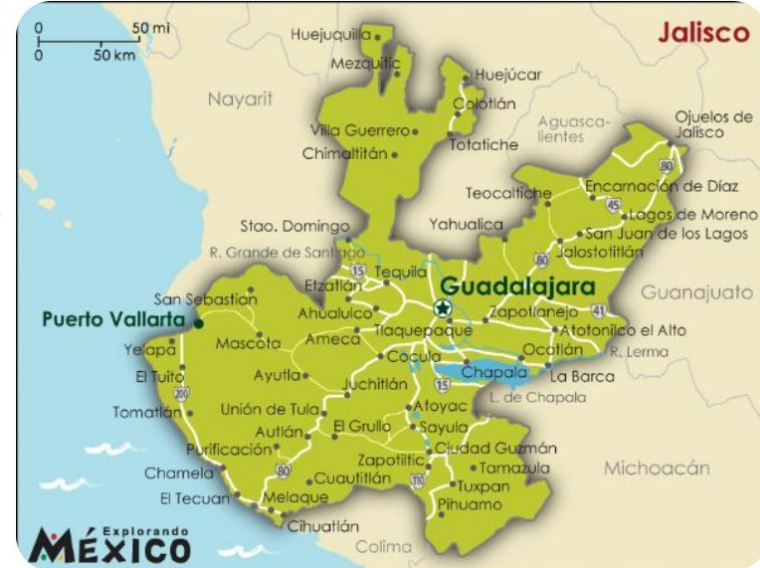 0 50 mi
0 50 km
Jalisco
Huejuquilla
Mezquitic
Huejúcar
Nayarit
Colotlán
Aguasca-
lientes
Ojuelos de
Jalisco
Villa Guerrero
Totatiche
Chimaltitán
80
Teocaltiche
Encarnación de Díaz
45
Lagos de Moreno
Stao. Domingo
Yahualica
San Juan de los Lagos
R. Grande de Santiago
Jalostotitlán
80
15
Tequila
Etzatlán
Guadalajara
Guanajuato
San Sebastian
Ahualulco
Zapotlanejo
41
Puerto Vallarta
Ameca
Tlaquepaque
Atotonilco el Alto
Mascota
Yelapa
Cocula
Ocotlán
R. Lerma
El Tuito
Ayutla
Chapala
La Barca
Juchitlán
15
200
L. de Chapala
Tomatlán
Unión de Tula
Atoyac
El Grullo
Sayula
Autlán
Purificación
Ciudad Guzmán
Zapotiltic
Tamazula
Michoacán
Chamela
80
Cuautitlán
110
Tuxpan
El Tecuan
Melaque
Pihuamo
Cihuatlán
Explorando
MÉXICO
Colima